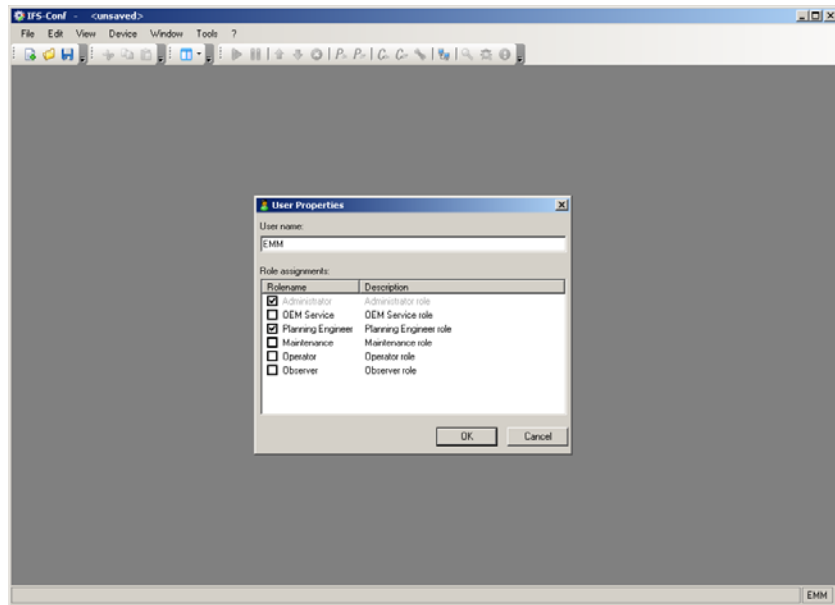 IFS-Conf - <unsaved>
File Edit View Device Window Tools ?
User Properties
User name:
EMM
Role assignments:
Rolename Description
Administrator Administrator role
OEM Service OEM Service role
Planning Engineer Planning Engineer role
Maintenance Maintenance role
Operator Operator role
Observer Observer role
OK Cancel
EMM